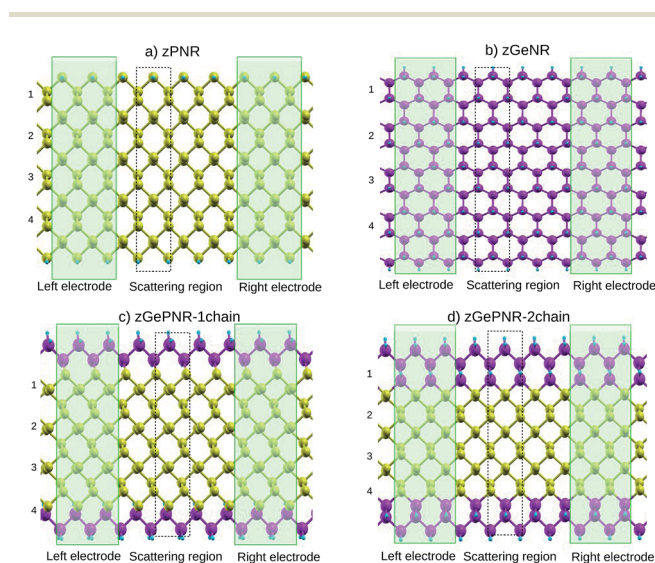 a) zPNR
1
2
3
4
Left electrode Scattering region Right electrode
b) zGeNR
1
2
3
4
Left electrode Scattering region Right electrode
c) zGePNR-1chain
1
2
3
4
Left electrode Scattering region Right electrode
d) zGePNR-2chain
1
2
3
4
Left electrode Scattering region Right electrode